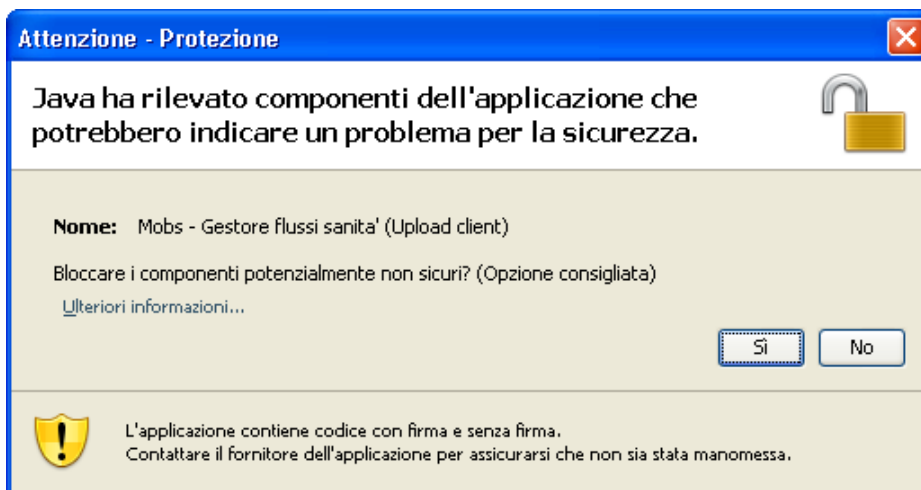 Attenzione - Protezione
Java ha rilevato componenti dell'applicazione che
potrebbero indicare un problema per la sicurezza.
Nome: Mobs - Gestore flussi sanita' (Upload client)
Bloccare i componenti potenzialmente non sicuri? (Opzione consigliata)
Ulteriori informazioni...
Sì No
L'applicazione contiene codice con firma e senza firma.
Contattare il fornitore dell'applicazione per assicurarsi che non sia stata manomessa.